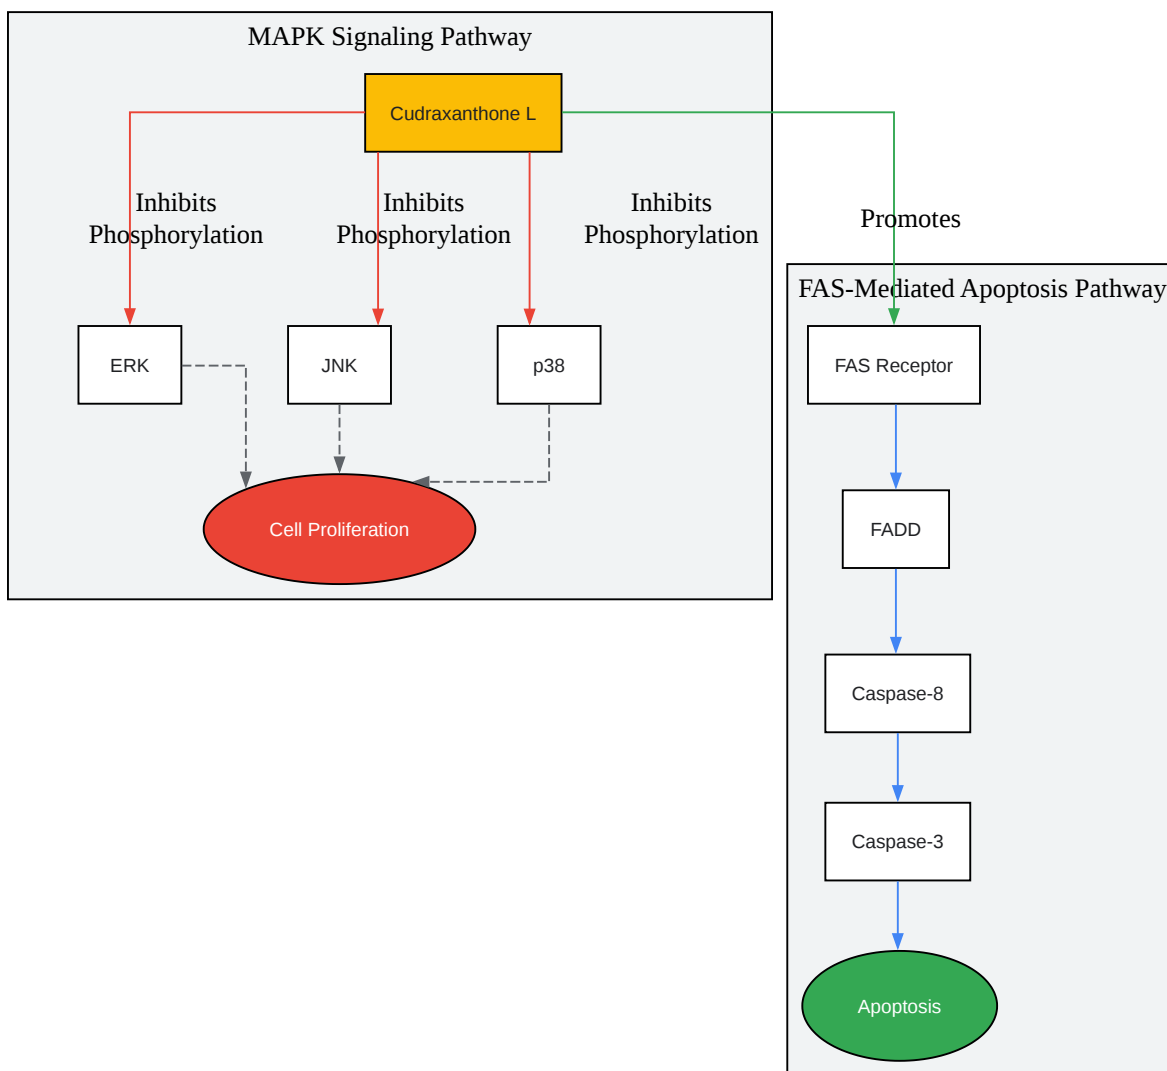 MAPK Signaling Pathway
Cudraxanthone L
Inhibits
Phosphorylation
Inhibits
Phosphorylation
Inhibits
Phosphorylation
Promotes
FAS-Mediated Apoptosis Pathway
ERK
JNK
p38
FAS Receptor
Cell Proliferation
FADD
Caspase-8
Caspase-3
Apoptosis